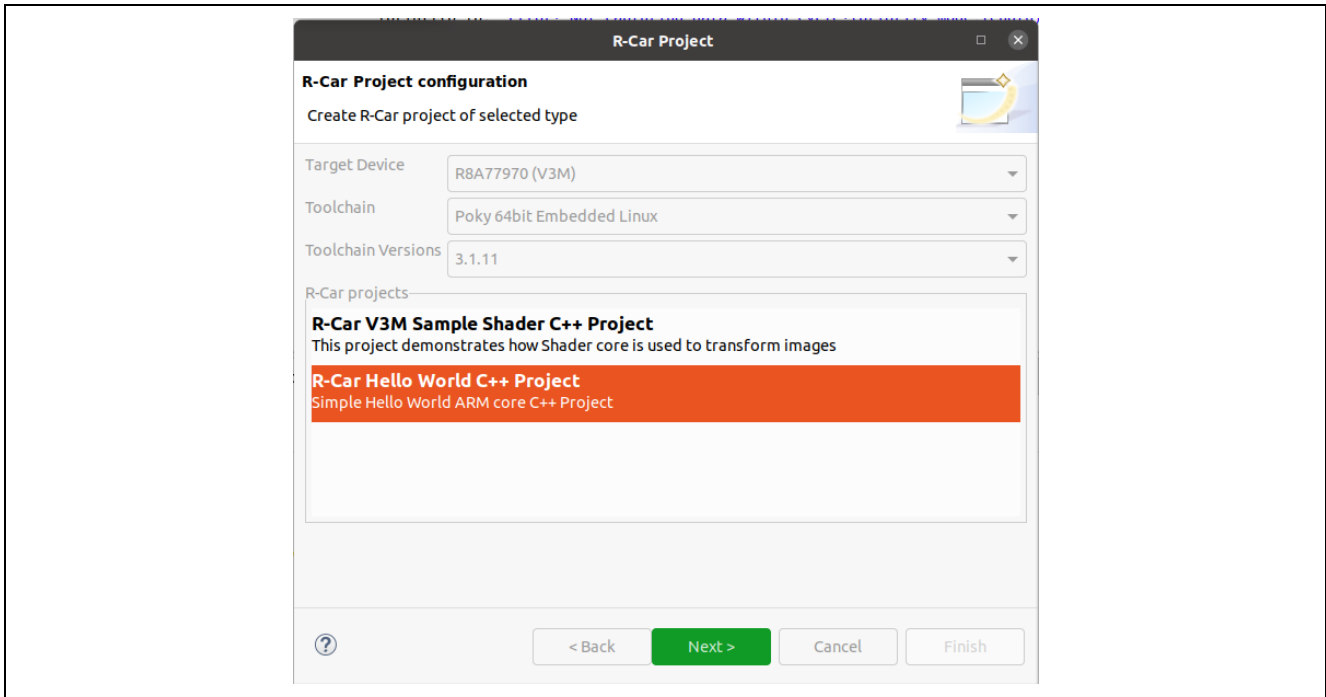 R-Car Project
R-Car Project configuration
Create R-Car project of selected type
Target Device
R8A77970 (V3M)
Toolchain
Poky 64bit Embedded Linux
Toolchain Versions
3.1.11
R-Car projects
R-Car V3M Sample Shader C++ Project
This project demonstrates how Shader core is used to transform images
R-Car Hello World C++ Project
Simple Hello World ARM core C++ Project
?
< Back
Next >
Cancel
Finish